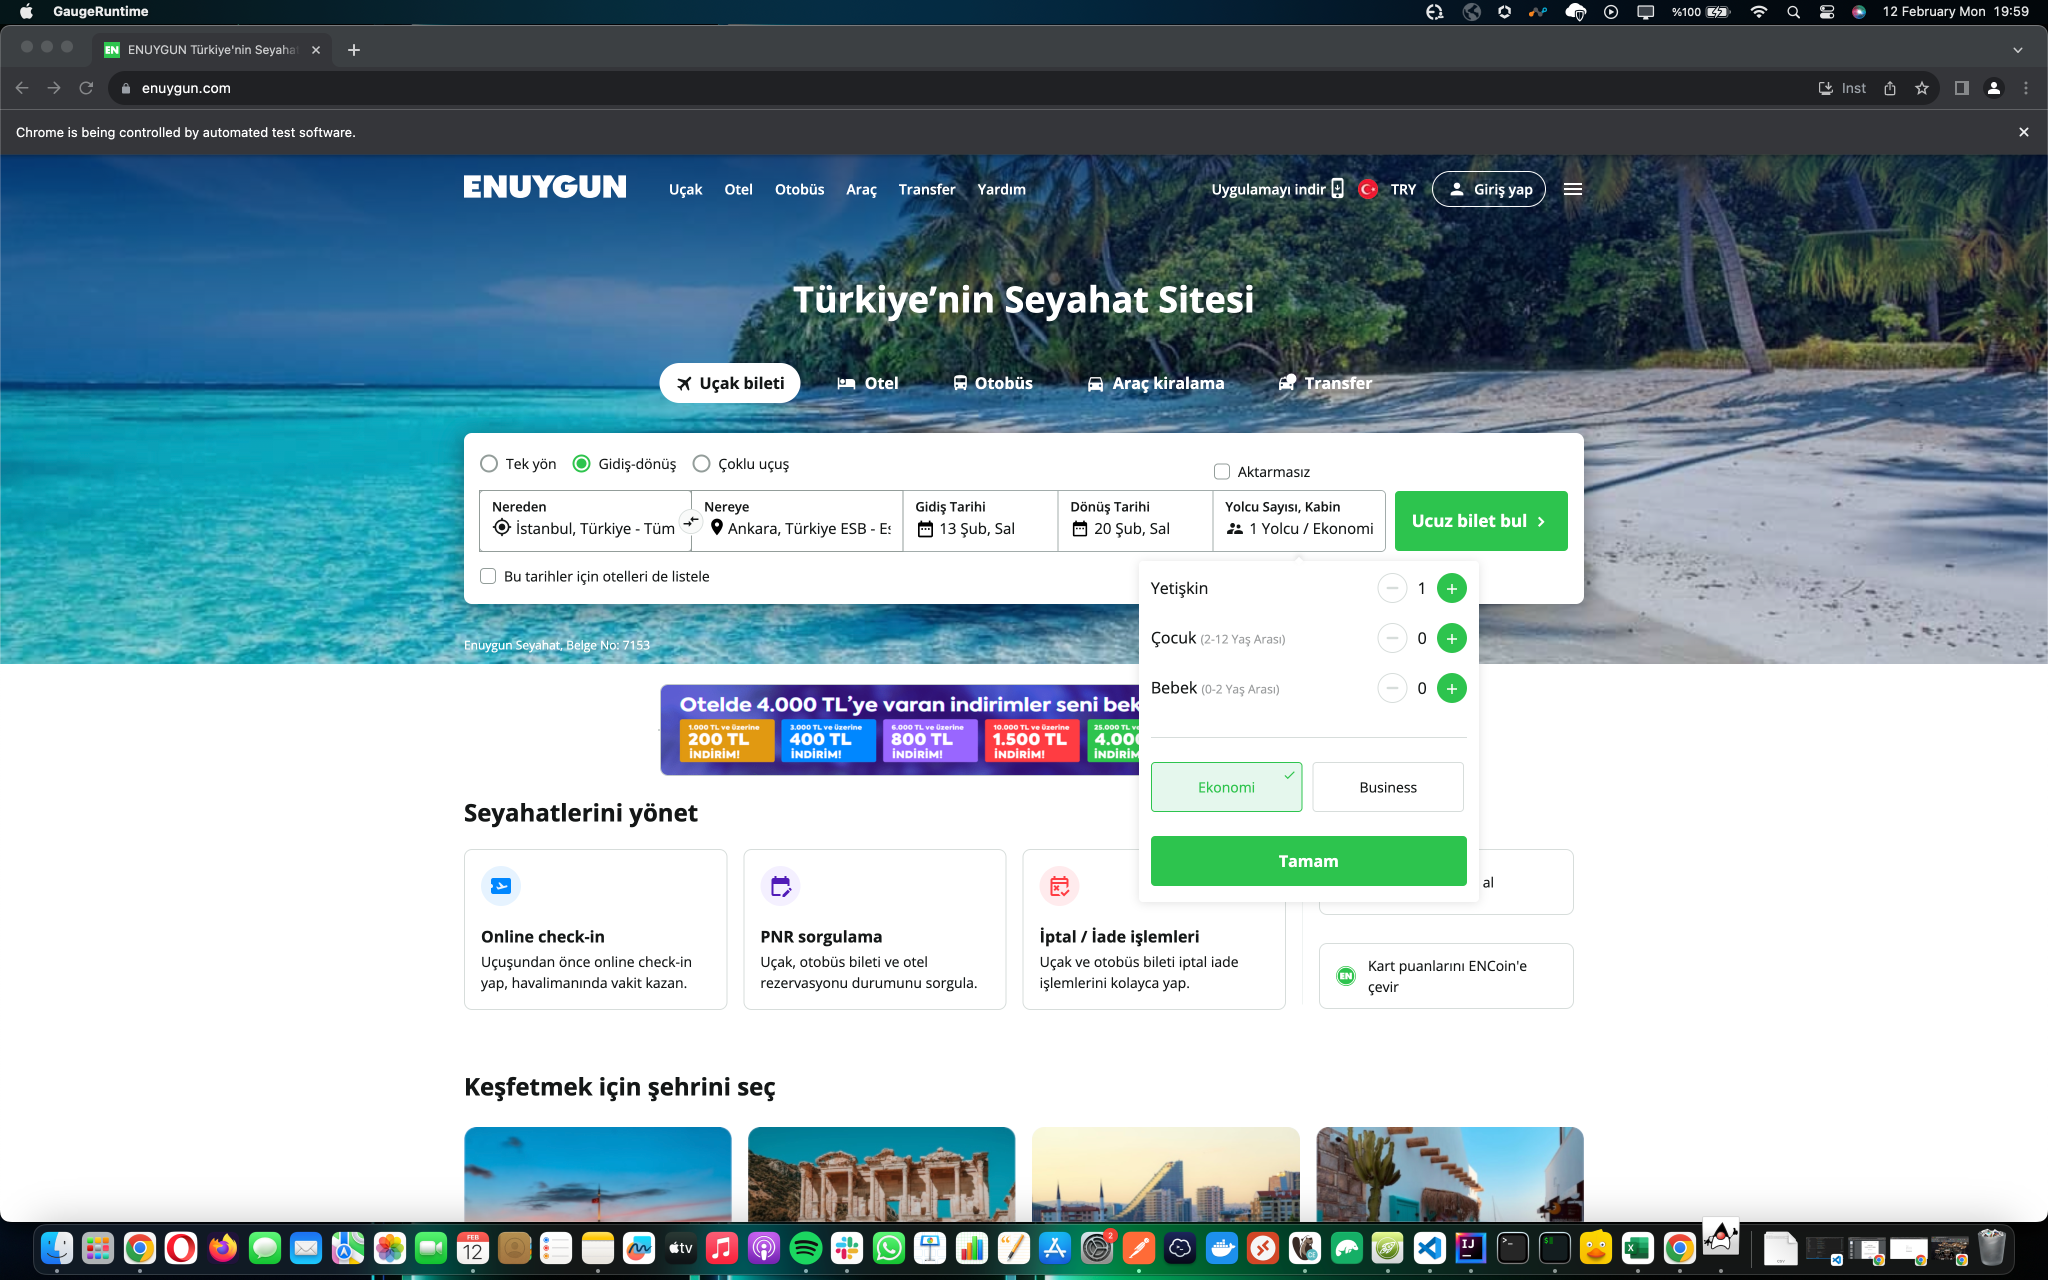 GaugeRuntime
%100
12 February Mon 19:59
EN ENUYGUN Türkiye'nin Seyaha
enuygun.com
Inst
Chrome is being controlled by automated test software.
ENUYGUN
Uçak Otel Otobüs Araç Transfer Yardım
Uygulamayı indir
TRY
Giriş yap
Türkiye’nin Seyahat Sitesi
Uçak bileti
Otel
Otobüs
Araç kiralama
Transfer
Tek yön
Gidiş-dönüş
Çoklu uçuş
Aktarmasız
Nereden
İstanbul, Türkiye - Tüm
Nereye
Ankara, Türkiye ESB - Es
Gidiş Tarihi
13 Şub, Sal
Dönüş Tarihi
20 Şub, Sal
Yolcu Sayısı, Kabin
1 Yolcu / Ekonomi
Ucuz bilet bul
Bu tarihler için otelleri de listele
Yetişkin
1
Çocuk (2-12 Yaş Arası)
0
Bebek (0-2 Yaş Arası)
0
Ekonomi
Business
Tamam
Enuygun Seyahat, Belge No: 7153
Otelde 4.000 TL’ye varan indirimler seni bek
1.000 TL ve üzerine
200 TL
İNDİRİM!
3.000 TL ve üzerine
400 TL
İNDİRİM!
6.000 TL ve üzerine
800 TL
İNDİRİM!
10.000 TL ve üzerine
1.500 TL
İNDİRİM!
25.000 TL v
4.000
İNDİRİM
Seyahatlerini yönet
Online check-in
Uçuşundan önce online check-in
yap, havalimanında vakit kazan.
PNR sorgulama
Uçak, otobüs bileti ve otel
rezervasyonu durumunu sorgula.
İptal / İade işlemleri
Uçak ve otobüs bileti iptal iade
işlemlerini kolayca yap.
al
EN
Kart puanlarını ENCoin'e
çevir
Keşfetmek için şehrini seç
FEB
12
tv
2
IJ